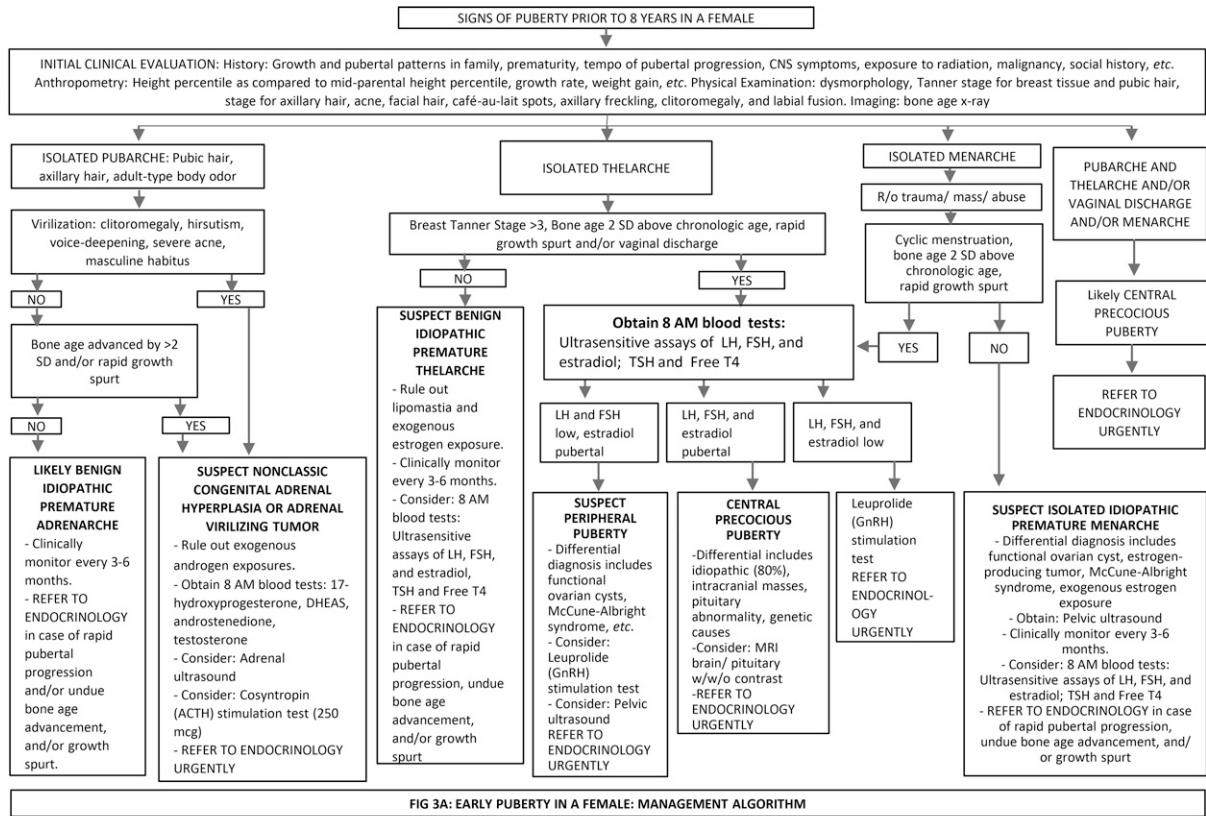 SIGNS OF PUBERTY PRIOR TO 8 YEARS IN A FEMALE
INITIAL CLINICAL EVALUATION: History: Growth and pubertal patterns in family, prematurity, tempo of pubertal progression, CNS symptoms, exposure to radiation, malignancy, social history, etc.
Anthropometry: Height percentile as compared to mid-parental height percentile, growth rate, weight gain, etc. Physical Examination: dysmorphology, Tanner stage for breast tissue and pubic hair,
stage for axillary hair, acne, facial hair, café-au-lait spots, axillary freckling, clitoromegaly, and labial fusion. Imaging: bone age x-ray
ISOLATED PUBARCHE: Pubic hair,
axillary hair, adult-type body odor
Virilization: clitoromegaly, hirsutism,
voice-deepening, severe acne,
masculine habitus
NO
YES
Bone age advanced by >2
SD and/or rapid growth
spurt
NO
YES
LIKELY BENIGN
IDIOPATHIC
PREMATURE
ADRENARCHE
- Clinically
monitor every 3-6
months.
- REFER TO
ENDOCRINOLOGY
in case of rapid
pubertal
progression
and/or undue
bone age
advancement,
and/or growth
spurt.
SUSPECT NONCLASSIC
CONGENITAL ADRENAL
HYPERPLASIA OR ADRENAL
VIRILIZING TUMOR
- Rule out exogenous
androgen exposures.
- Obtain 8 AM blood tests: 17-
hydroxyprogesterone, DHEAS,
androstenedione,
testosterone
- Consider: Adrenal
ultrasound
- Consider: Cosyntropin
(ACTH) stimulation test (250
mcg)
- REFER TO ENDOCRINOLOGY
URGENTLY
ISOLATED THELARCHE
Breast Tanner Stage >3, Bone age 2 SD above chronologic age, rapid
growth spurt and/or vaginal discharge
NO
YES
SUSPECT BENIGN
IDIOPATHIC
PREMATURE
THELARCHE
- Rule out
lipomastia and
exogenous
estrogen exposure.
- Clinically monitor
every 3-6 months.
- Consider: 8 AM
blood tests:
Ultrasensitive
assays of LH, FSH,
and estradiol,
TSH and Free T4
- REFER TO
ENDOCRINOLOGY
in case of rapid
pubertal
progression, undue
bone age
advancement,
and/or growth
spurt
Obtain 8 AM blood tests:
Ultrasensitive assays of LH, FSH, and
estradiol; TSH and Free T4
LH and FSH
low, estradiol
pubertal
LH, FSH, and
estradiol
pubertal
LH, FSH, and
estradiol low
SUSPECT
PERIPHERAL
PUBERTY
- Differential
diagnosis includes
functional
ovarian cysts,
McCune-Albright
syndrome, etc.
- Consider:
Leuprolide
(GnRH)
stimulation test
- Consider: Pelvic
ultrasound
REFER TO
ENDOCRINOLOGY
URGENTLY
CENTRAL
PRECOCIOUS
PUBERTY
-Differential includes
idiopathic (80%),
intracranial masses,
pituitary
abnormality, genetic
causes
-Consider: MRI
brain/ pituitary
w/w/o contrast
-REFER TO
ENDOCRINOLOGY
URGENTLY
Leuprolide
(GnRH)
stimulation
test
REFER TO
ENDOCRINOL-
OGY
URGENTLY
ISOLATED MENARCHE
R/o trauma/ mass/ abuse
Cyclic menstruation,
bone age 2 SD above
chronologic age,
rapid growth spurt
YES
NO
SUSPECT ISOLATED IDIOPATHIC
PREMATURE MENARCHE
- Differential diagnosis includes
functional ovarian cyst, estrogen-
producing tumor, McCune-Albright
syndrome, exogenous estrogen
exposure
- Obtain: Pelvic ultrasound
- Clinically monitor every 3-6
months.
- Consider: 8 AM blood tests:
Ultrasensitive assays of LH, FSH, and
estradiol; TSH and Free T4
- REFER TO ENDOCRINOLOGY in case
of rapid pubertal progression,
undue bone age advancement, and/
or growth spurt
PUBARCHE AND
THELARCHE AND/OR
VAGINAL DISCHARGE
AND/OR MENARCHE
Likely CENTRAL
PRECOCIOUS
PUBERTY
REFER TO
ENDOCRINOLOGY
URGENTLY
FIG 3A: EARLY PUBERTY IN A FEMALE: MANAGEMENT ALGORITHM